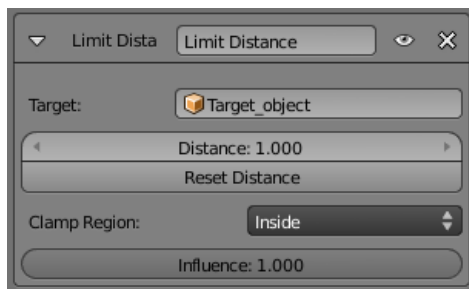 Limit Dista Limit Distance
Target: Target_object
Distance: 1.000
Reset Distance
Clamp Region: Inside
Influence: 1.000